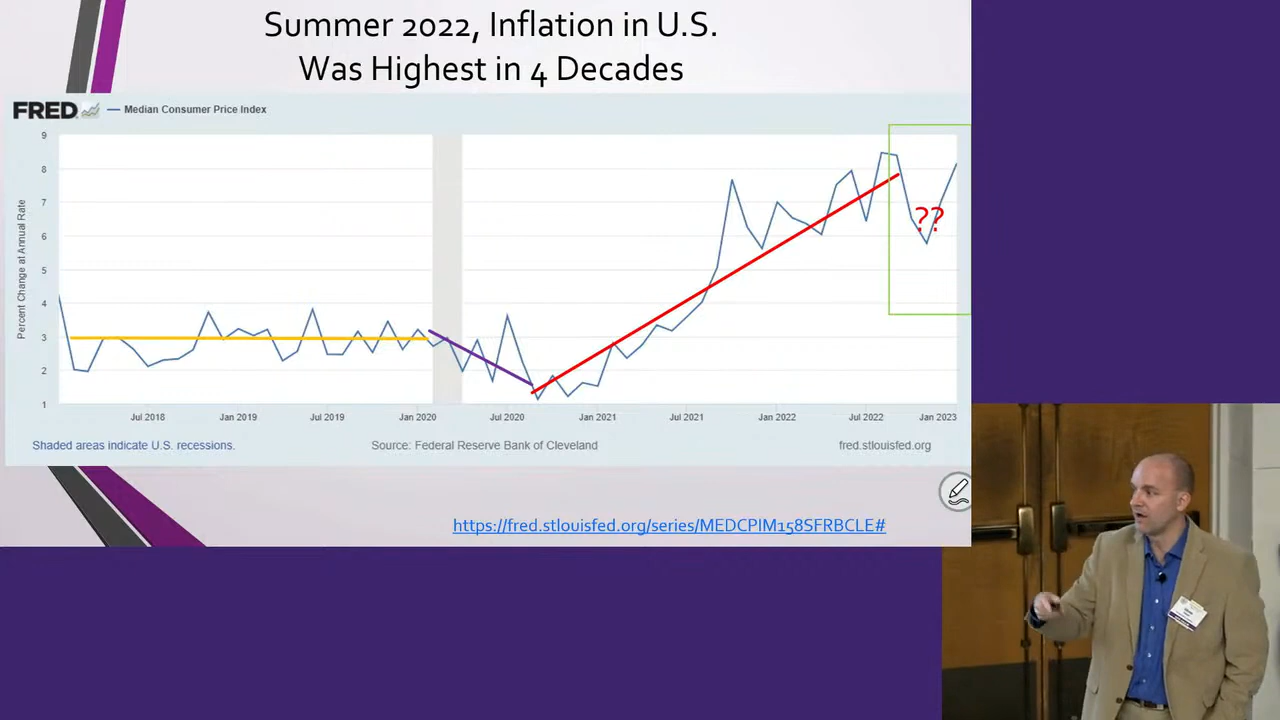 Summer 2022, Inflation in U.S.
Was Highest in 4 Decades
FRED
Median Consumer Price Index
Percent Change at Annual Rate
9
8
7
6
5
4
3
2
1
??
Jul 2018
Jan 2019
Jul 2019
Jan 2020
Jul 2020
Jan 2021
Jul 2021
Jan 2022
Jul 2022
Jan 2023
Shaded areas indicate U.S. recessions.
Source: Federal Reserve Bank of Cleveland
fred.stlouisfed.org
https://fred.stlouisfed.org/series/MEDCPIM158SFRBCLE#